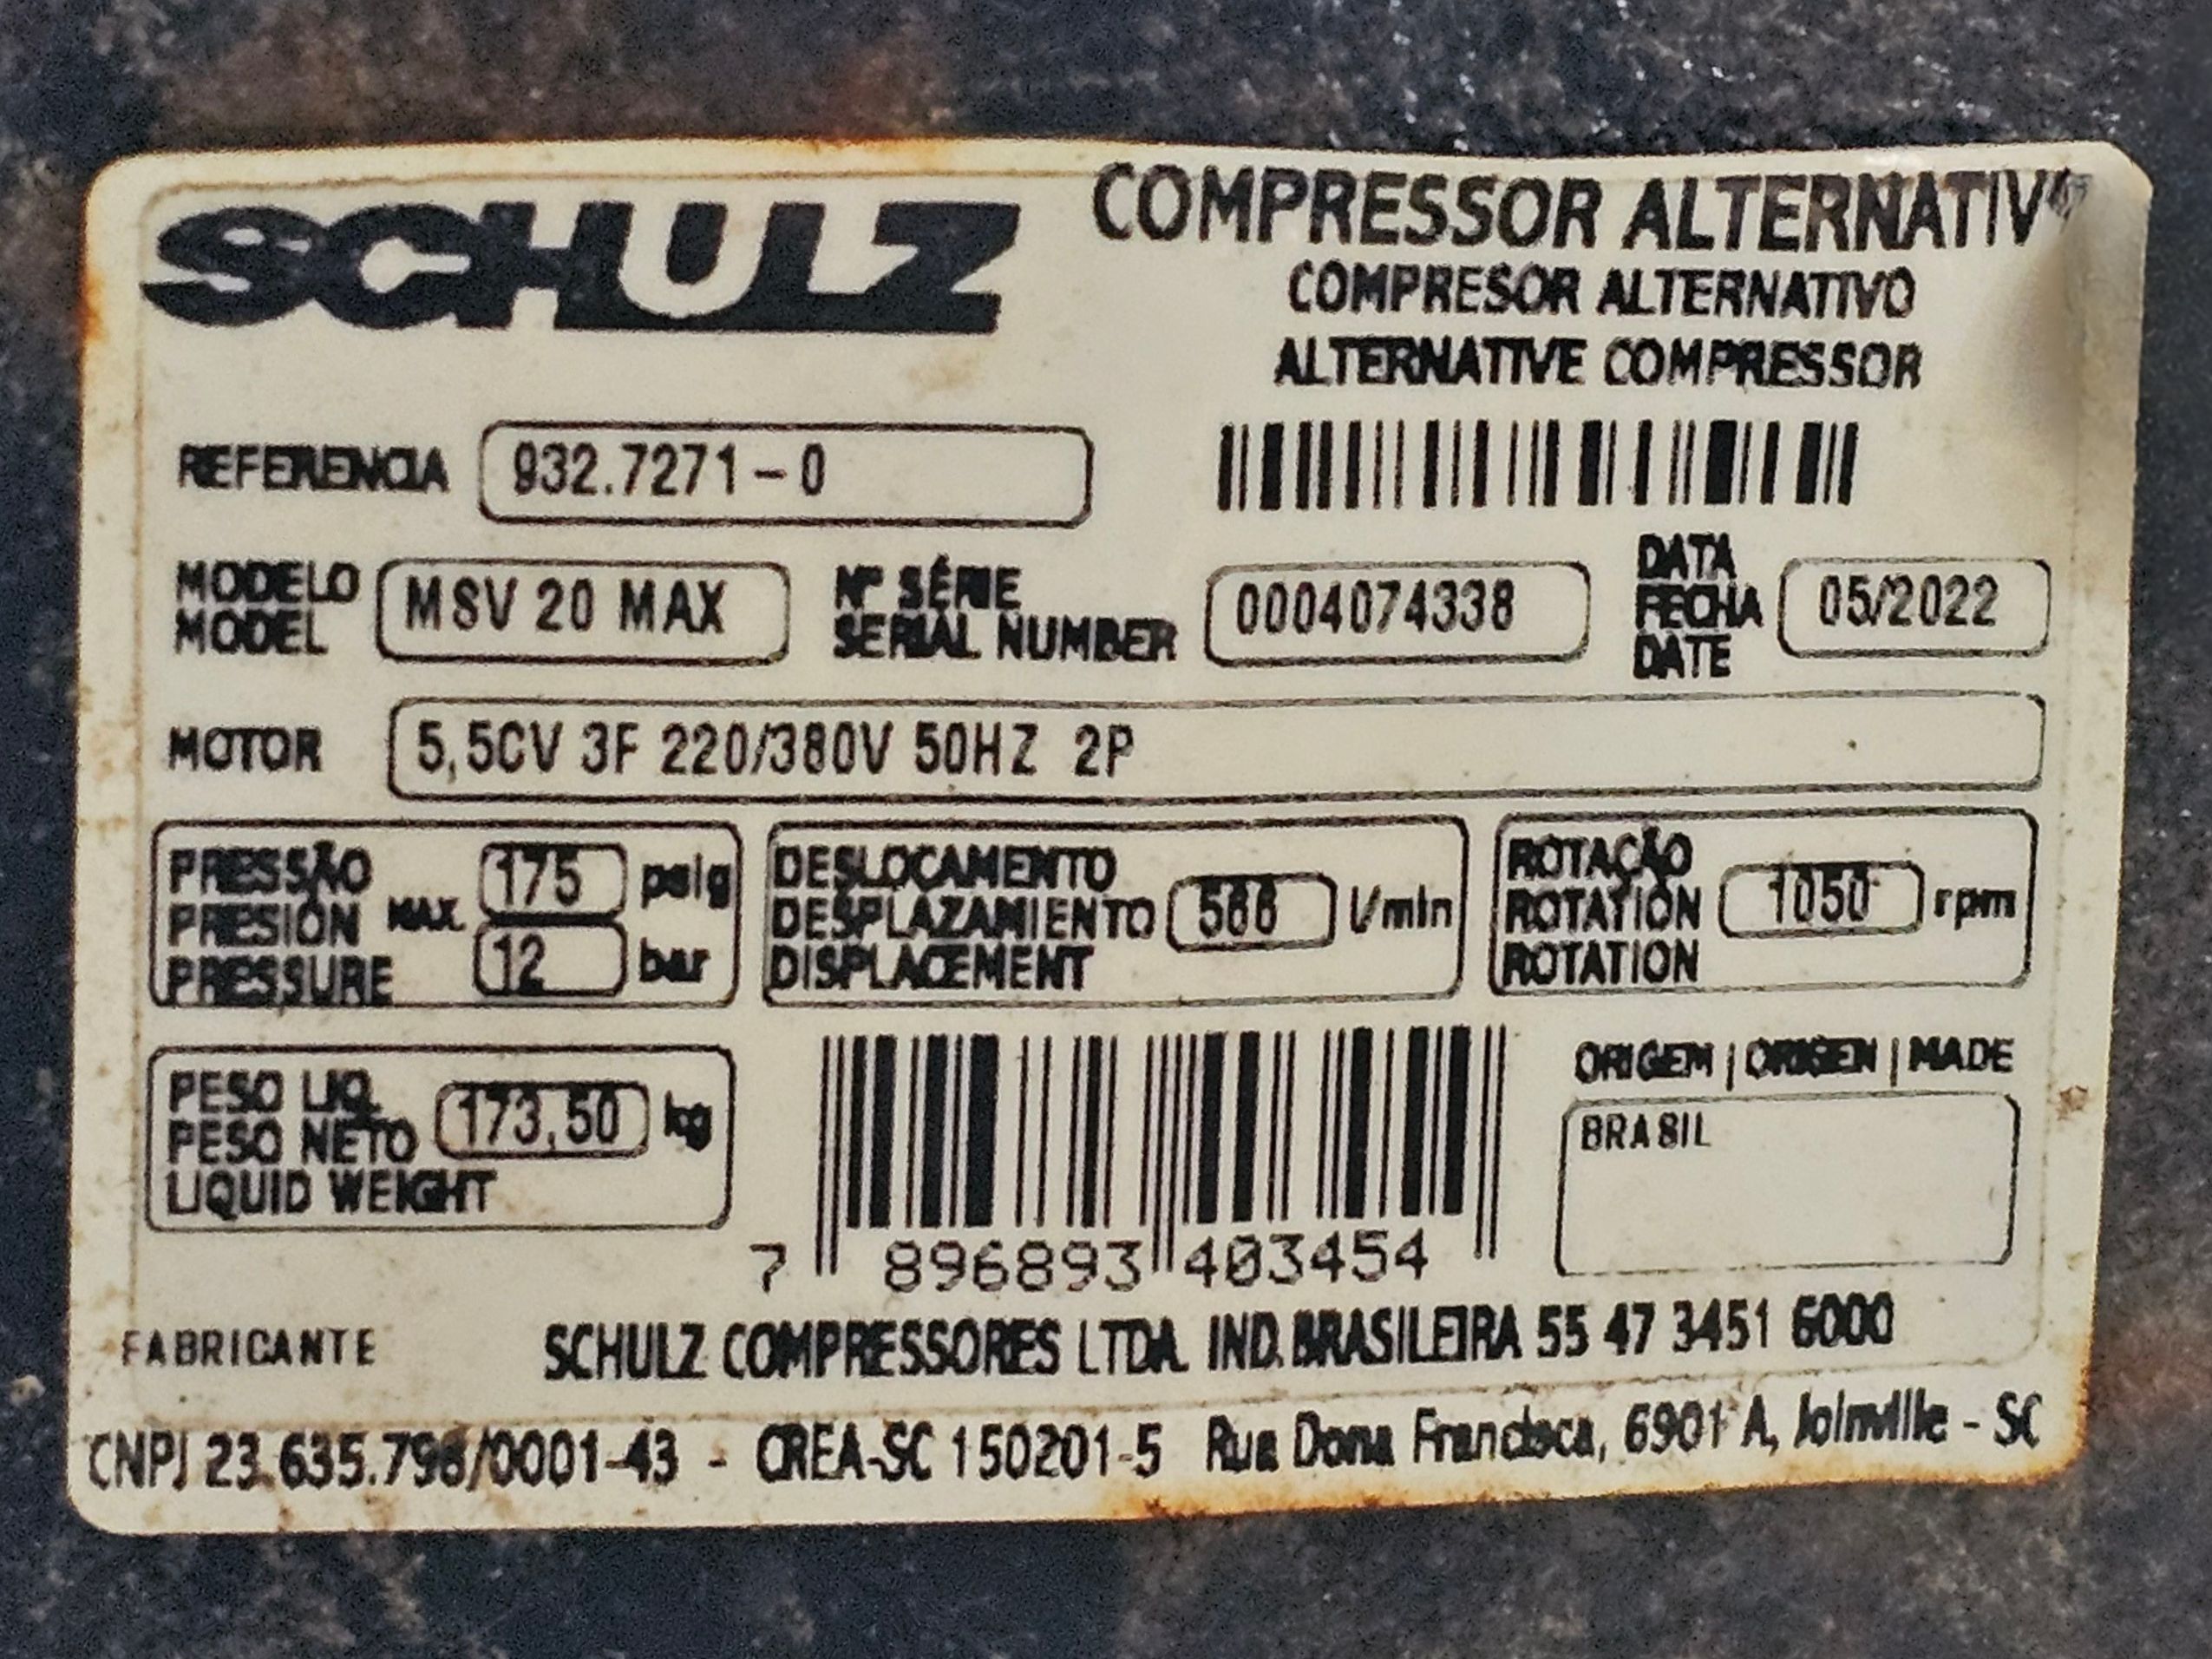 SCHULZ
COMPRESSOR ALTERNATIV
COMPRESOR ALTERNATIVO
ALTERNATIVE COMPRESSOR
REFERENCIA 932.7271-0
MODELO
MODEL
MSV 20 MAX
Nº SÉRIE
SERIAL NUMBER
0004074338
DATA
FECHA
DATE
05/2022
MOTOR 5,5CV 3F 220/380V 50HZ 2P
PRESSÃO
PRESIÓN
PRESSURE
MAX.
175 psig
12 bar
DESLOCAMENTO
DESPLAZAMIENTO
DISPLACEMENT
l/min
ROTAÇÃO
ROTATIÓN
ROTATION
1050 rpm
PESO LIQ.
PESO NETO
LIQUID WEIGHT
173,50 kg
7 896893 403454
ORIGEM | ORIGEN | MADE
BRASIL
FABRICANTE SCHULZ COMPRESSORES LTDA. IND. BRASILEIRA 55 47 3451 6000
CNPJ 23.635.798/0001-43 - CREA-SC 150201-5 Rua Dona Francisca, 6901 A, Joinville - SC